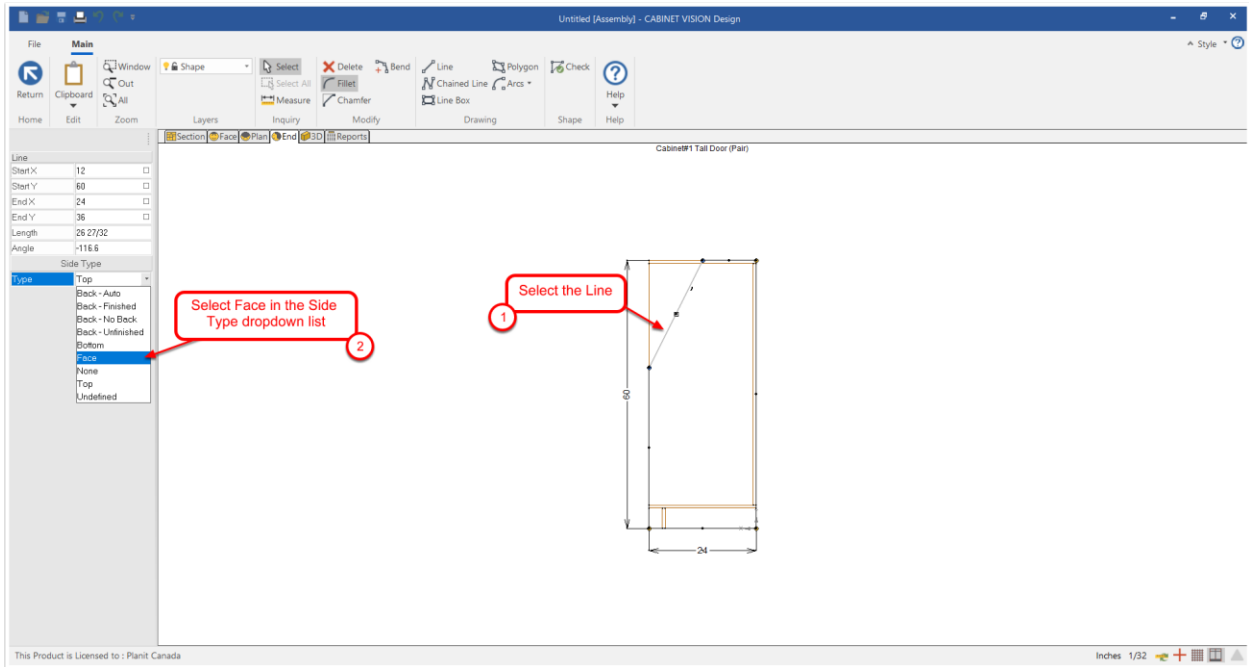 Untitled [Assembly] - CABINET VISION Design
File Main
Style
Return
Clipboard
Window
Out
All
Shape
Select
Select All
Measure
Delete
Bend
Fillet
Chamfer
Line
Polygon
Chained Line
Arcs
Line Box
Check
Help
Home Edit Zoom Layers Inquiry Modify Drawing Shape Help
Section Face Plan End 3D Reports
Cabinet#1 Tall Door (Pair)
Line
Start X 12
Start Y 60
End X 24
End Y 36
Length 26 27/32
Angle -116.6
Side Type
Type Top
Back - Auto
Back - Finished
Back - No Back
Back - Unfinished
Bottom
Face
None
Top
Undefined
Select Face in the Side
Type dropdown list
2
Select the Line
1
60
24
This Product is Licensed to : Planit Canada
Inches 1/32